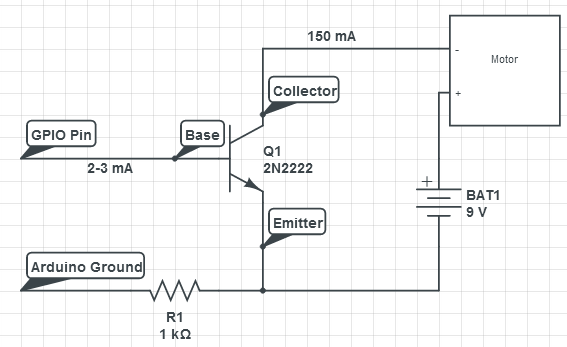 150 mA
Motor
-
+
Collector
GPIO Pin
Base
2-3 mA
Q1
2N2222
+
BAT1
9 V
Emitter
Arduino Ground
R1
1 kΩ